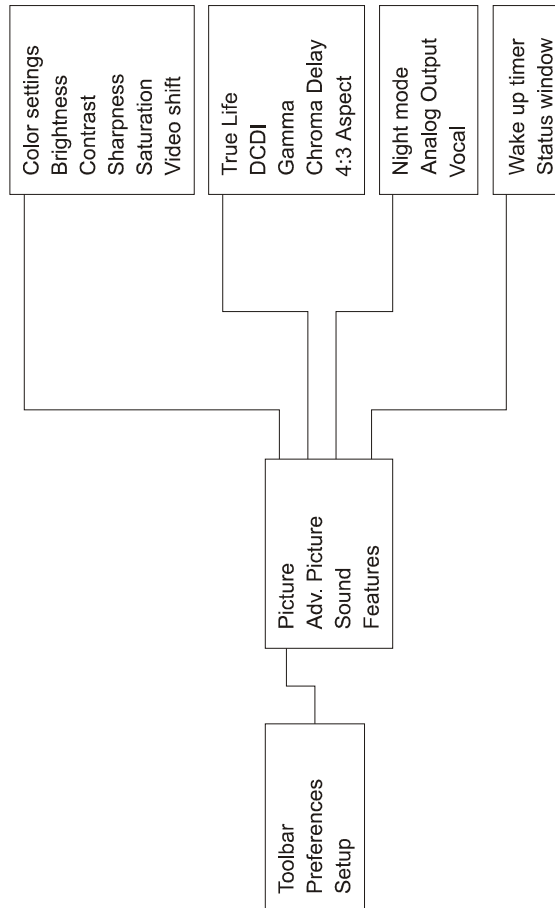 Toolbar
Preferences
Setup
Picture
Adv. Picture
Sound
Features
Color settings
Brightness
Contrast
Sharpness
Saturation
Video shift
True Life
DCDI
Gamma
Chroma Delay
4:3 Aspect
Night mode
Analog Output
Vocal
Wake up timer
Status window